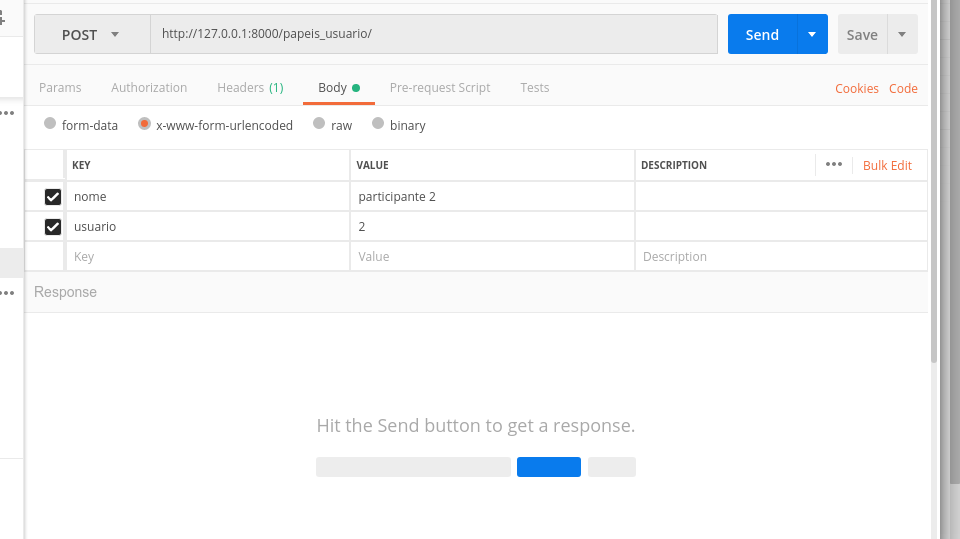 POST http://127.0.0.1:8000/papeis_usuario/ Send Save
Params Authorization Headers (1) Body Pre-request Script Tests Cookies Code
form-data x-www-form-urlencoded raw binary
KEY VALUE DESCRIPTION Bulk Edit
nome participante 2
usuario 2
Key Value Description
Response
Hit the Send button to get a response.